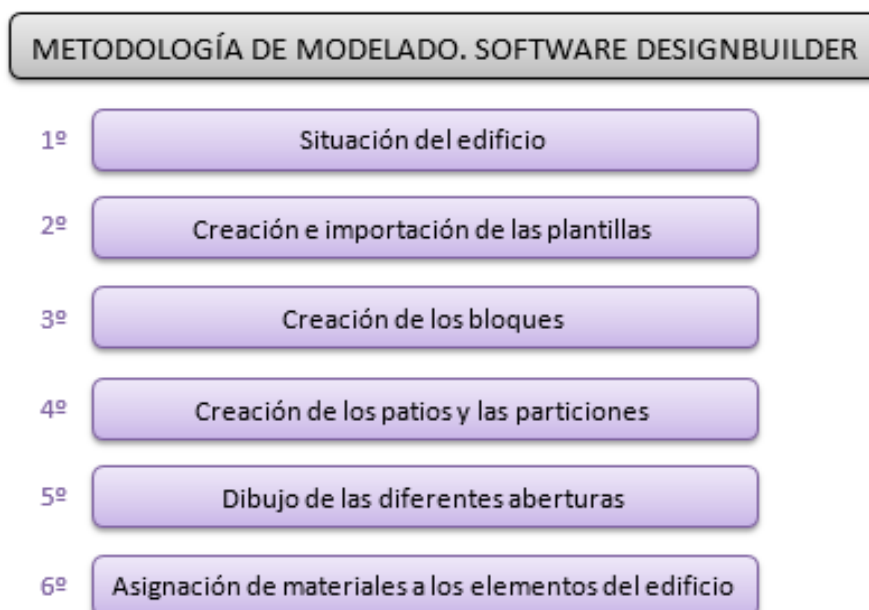 METODOLOGÍA DE MODELADO. SOFTWARE DESIGNBUILDER
1º Situación del edificio
2º Creación e importación de las plantillas
3º Creación de los bloques
4º Creación de los patios y las particiones
5º Dibujo de las diferentes aberturas
6º Asignación de materiales a los elementos del edificio